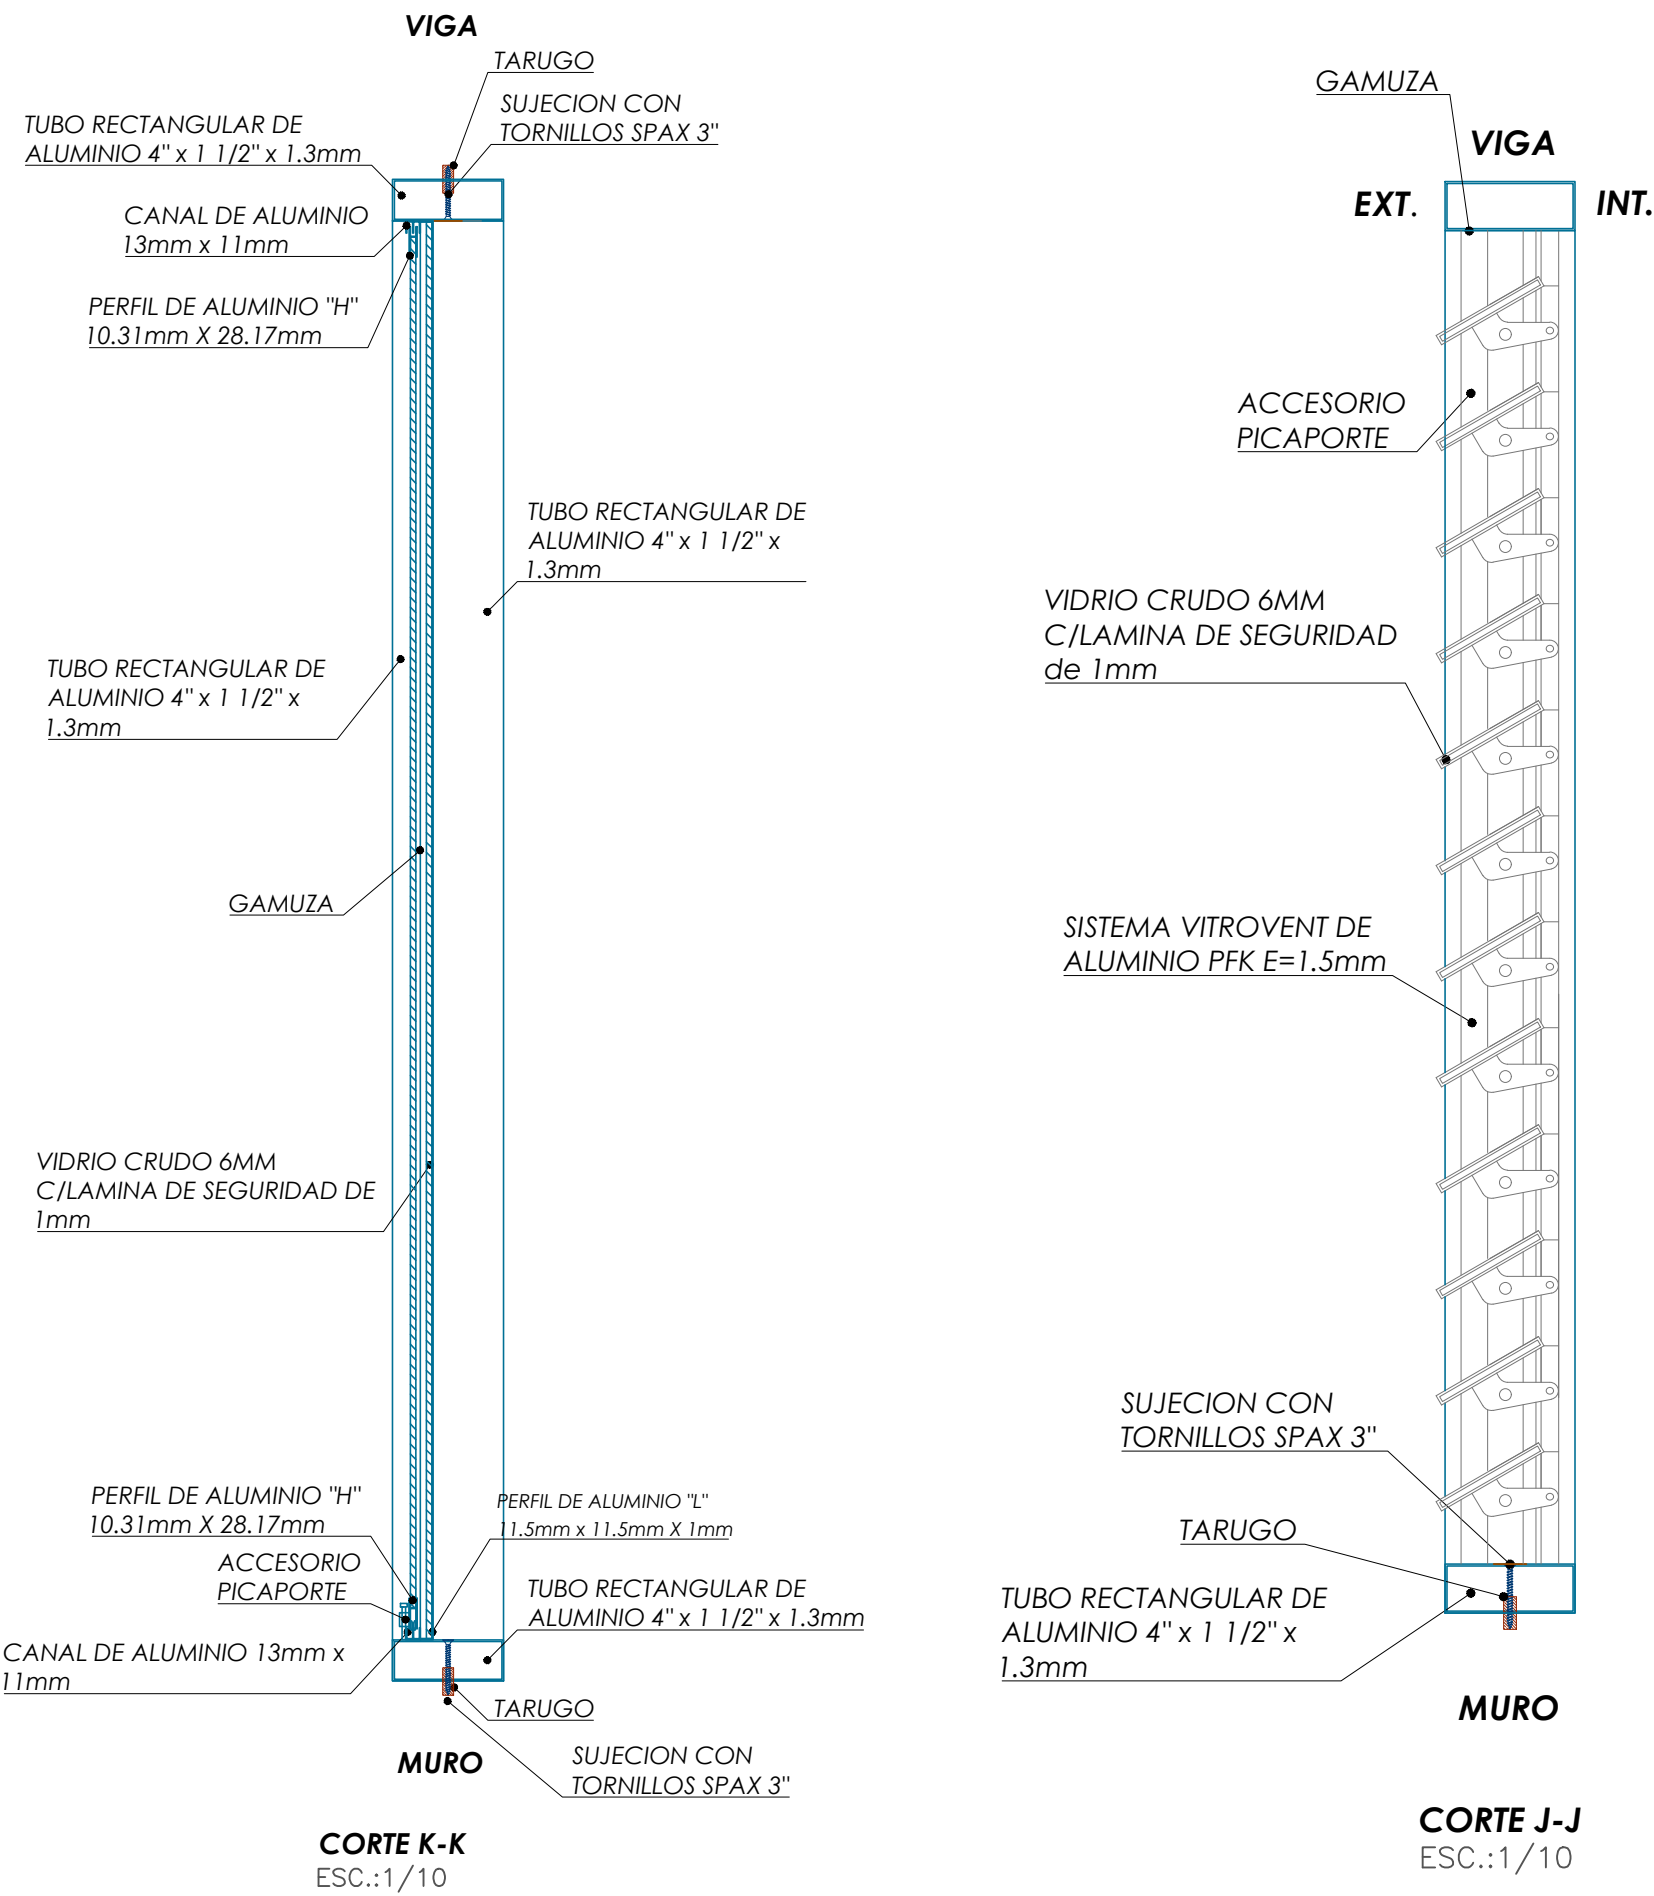 VIGA
TARUGO
SUJECION CON
TORNILLOS SPAX 3"
TUBO RECTANGULAR DE
ALUMINIO 4" x 1 1/2" x 1.3mm
CANAL DE ALUMINIO
13mm x 11mm
PERFIL DE ALUMINIO "H"
10.31mm X 28.17mm
TUBO RECTANGULAR DE
ALUMINIO 4" x 1 1/2" x
1.3mm
TUBO RECTANGULAR DE
ALUMINIO 4" x 1 1/2" x
1.3mm
GAMUZA
VIDRIO CRUDO 6MM
C/LAMINA DE SEGURIDAD DE
1mm
PERFIL DE ALUMINIO "H"
10.31mm X 28.17mm
PERFIL DE ALUMINIO "L"
11.5mm x 11.5mm X 1mm
ACCESORIO
PICAPORTE
TUBO RECTANGULAR DE
ALUMINIO 4" x 1 1/2" x 1.3mm
CANAL DE ALUMINIO 13mm x
11mm
TARUGO
MURO
SUJECION CON
TORNILLOS SPAX 3"
CORTE K-K
ESC.:1/10
GAMUZA
VIGA
EXT.
INT.
ACCESORIO
PICAPORTE
VIDRIO CRUDO 6MM
C/LAMINA DE SEGURIDAD
de 1mm
SISTEMA VITROVENT DE
ALUMINIO PFK E=1.5mm
SUJECION CON
TORNILLOS SPAX 3"
TARUGO
TUBO RECTANGULAR DE
ALUMINIO 4" x 1 1/2" x
1.3mm
MURO
CORTE J-J
ESC.:1/10